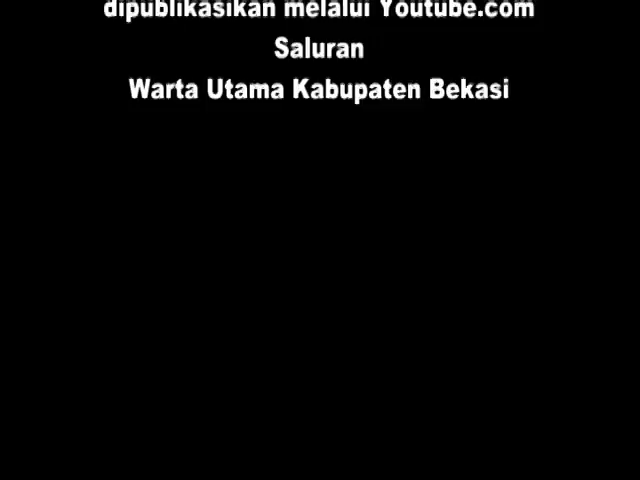 dipublikasikan melalui Youtube.com
Saluran
Warta Utama Kabupaten Bekasi